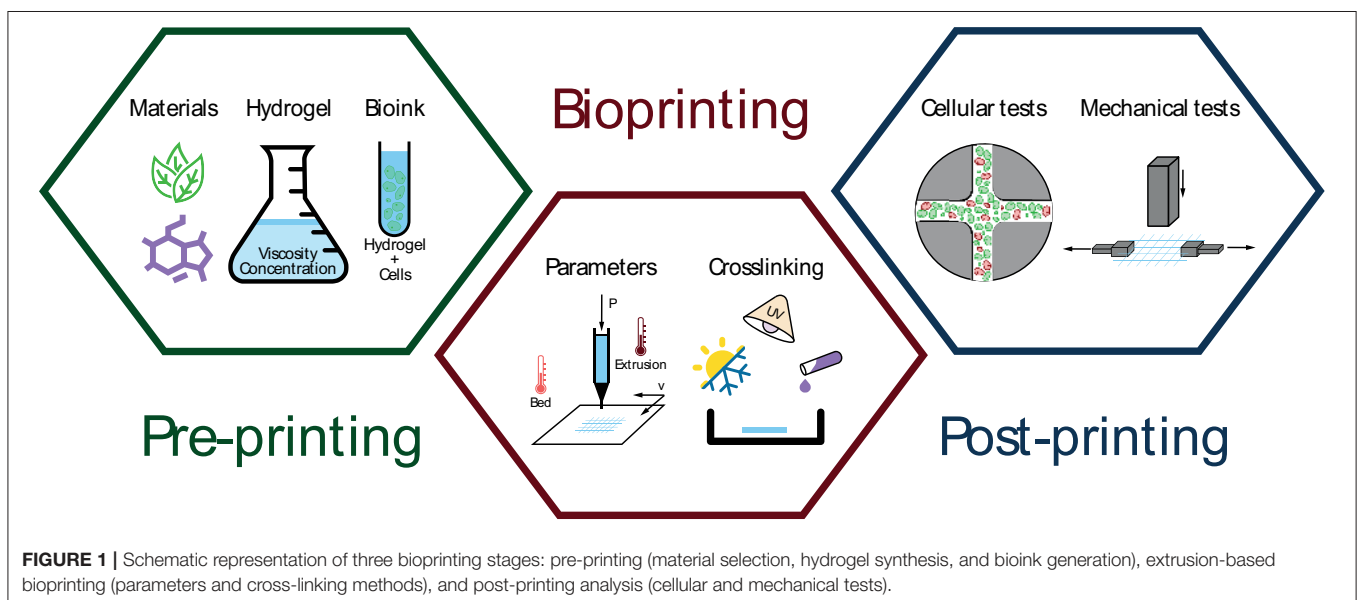 Materials
Hydrogel
Bioink
Viscosity
Concentration
Hydrogel
+
Cells
Pre-printing
Bioprinting
Parameters
P
Extrusion
Bed
v
Crosslinking
UV
Cellular tests
Mechanical tests
Post-printing
FIGURE 1 | Schematic representation of three bioprinting stages: pre-printing (material selection, hydrogel synthesis, and bioink generation), extrusion-based
bioprinting (parameters and cross-linking methods), and post-printing analysis (cellular and mechanical tests).